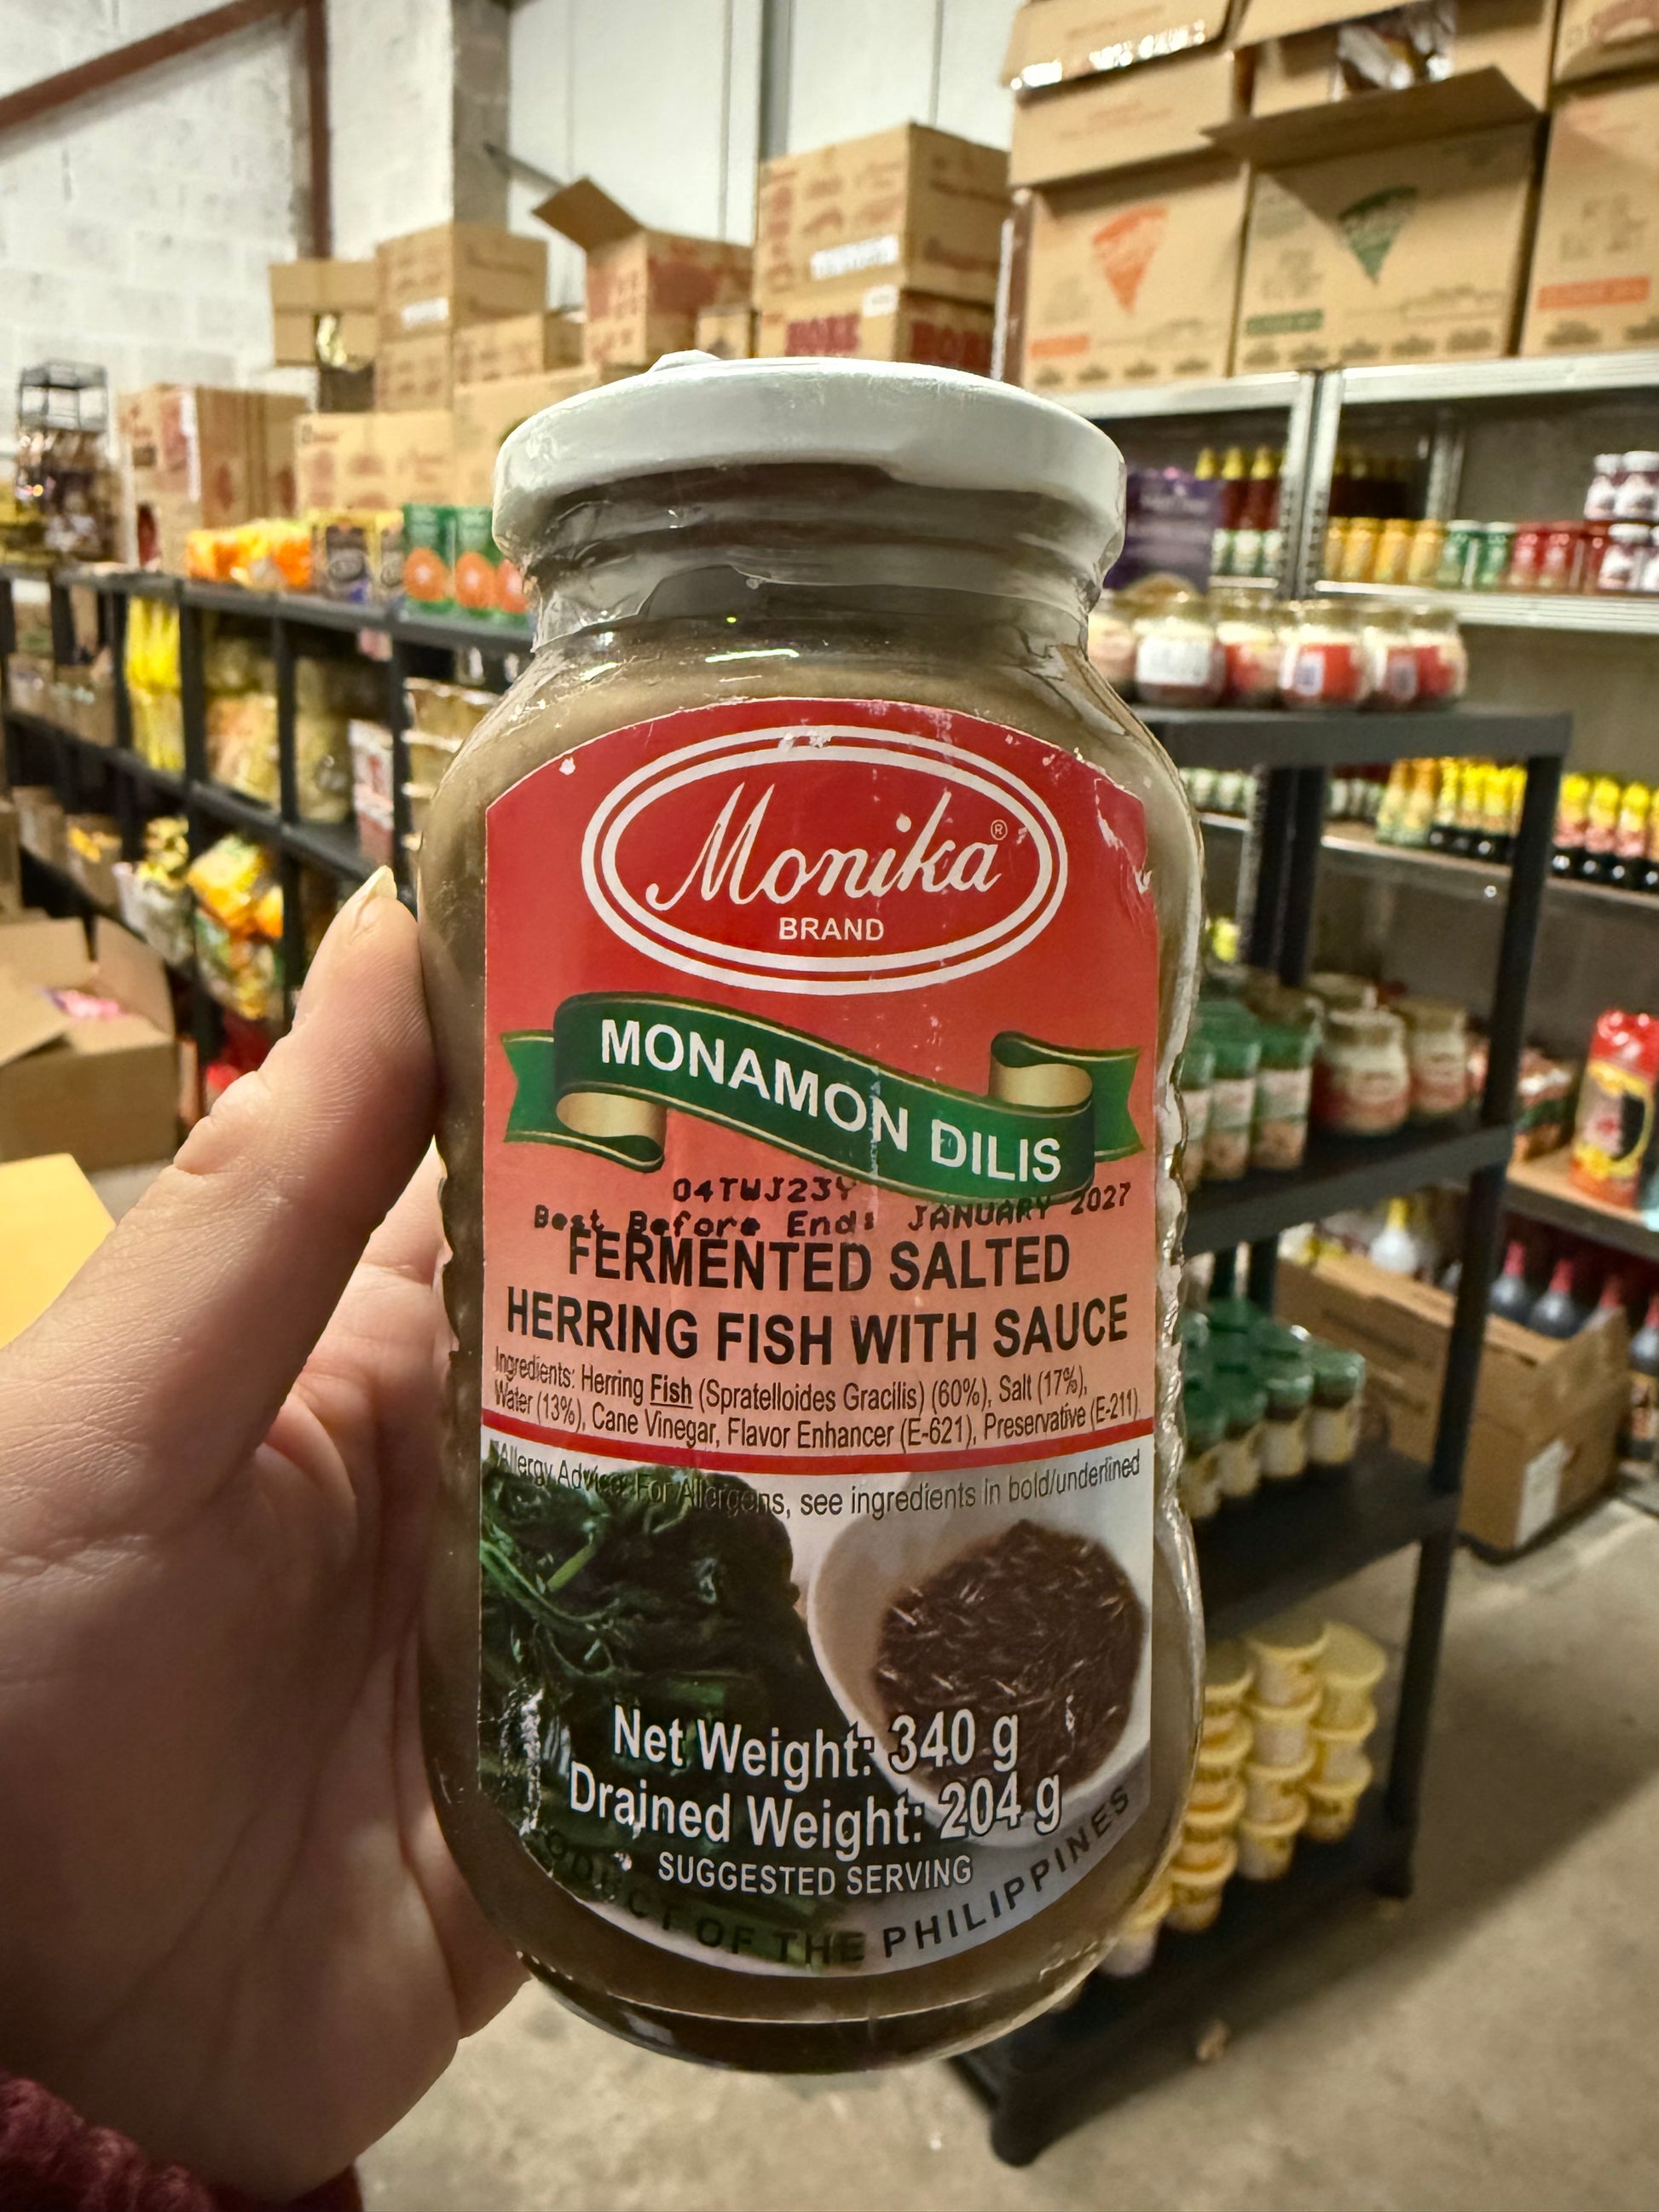 Monika®
BRAND
MONAMON DILIS
04TWJ23Y
Best Before End: JANUARY 2027
FERMENTED SALTED
HERRING FISH WITH SAUCE
Ingredients: Herring Fish (Spratelloides Gracilis) (60%), Salt (17%),
Water (13%), Cane Vinegar, Flavor Enhancer (E-621), Preservative (E-211)
*Allergy Advice: For Allergens, see ingredients in bold/underlined
Net Weight: 340 g
Drained Weight: 204 g
SUGGESTED SERVING
PRODUCT OF THE PHILIPPINES